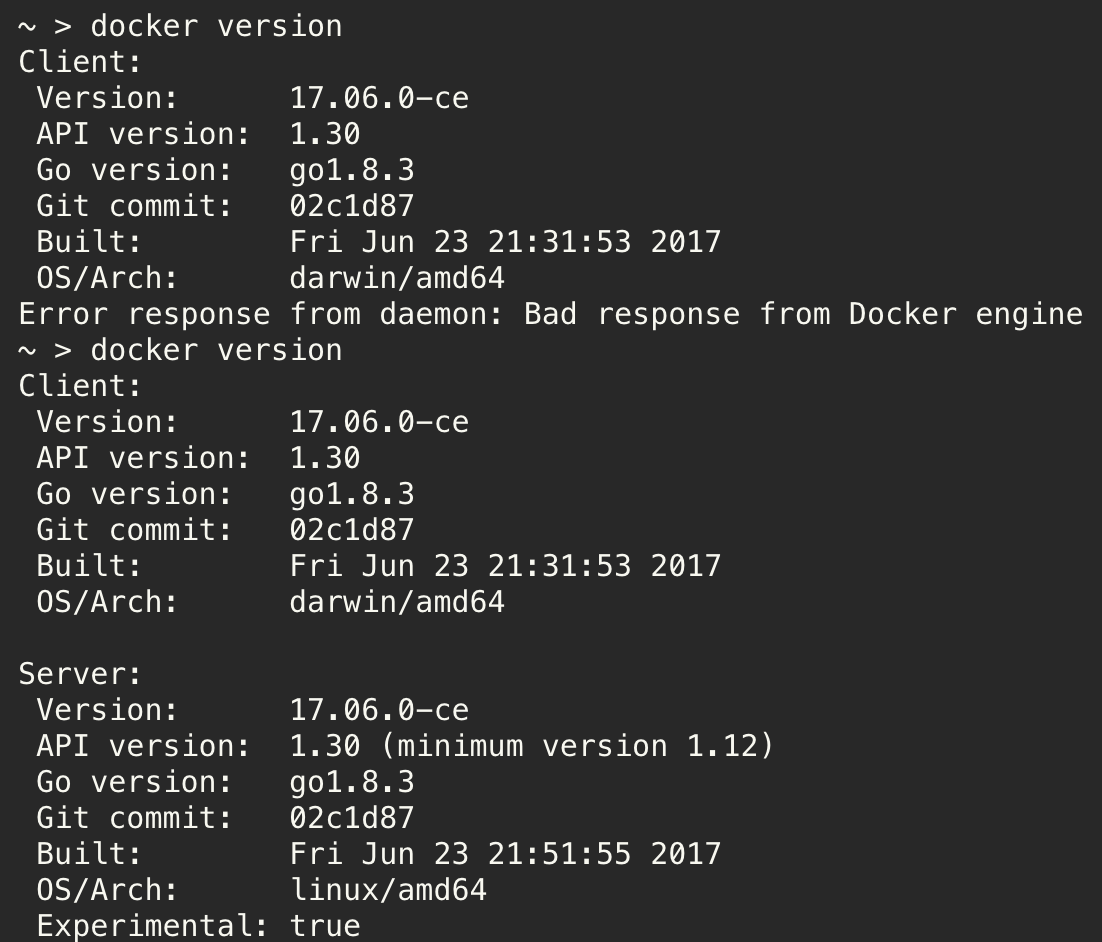 ~ > docker version
Client:
 Version:      17.06.0-ce
 API version:  1.30
 Go version:   go1.8.3
 Git commit:   02c1d87
 Built:        Fri Jun 23 21:31:53 2017
 OS/Arch:      darwin/amd64
Error response from daemon: Bad response from Docker engine
~ > docker version
Client:
 Version:      17.06.0-ce
 API version:  1.30
 Go version:   go1.8.3
 Git commit:   02c1d87
 Built:        Fri Jun 23 21:31:53 2017
 OS/Arch:      darwin/amd64

Server:
 Version:      17.06.0-ce
 API version:  1.30 (minimum version 1.12)
 Go version:   go1.8.3
 Git commit:   02c1d87
 Built:        Fri Jun 23 21:51:55 2017
 OS/Arch:      linux/amd64
 Experimental: true